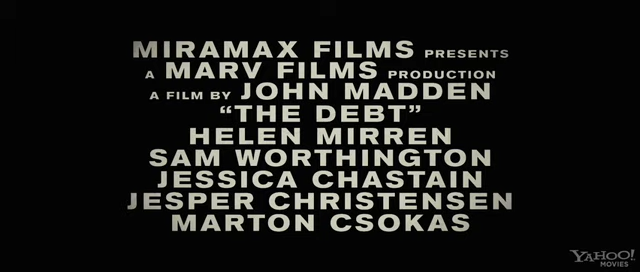 MIRAMAX FILMS PRESENTS
A MARV FILMS PRODUCTION
A FILM BY JOHN MADDEN
“THE DEBT”
HELEN MIRREN
SAM WORTHINGTON
JESSICA CHASTAIN
JESPER CHRISTENSEN
MARTON CSOKAS
YAHOO!
MOVIES